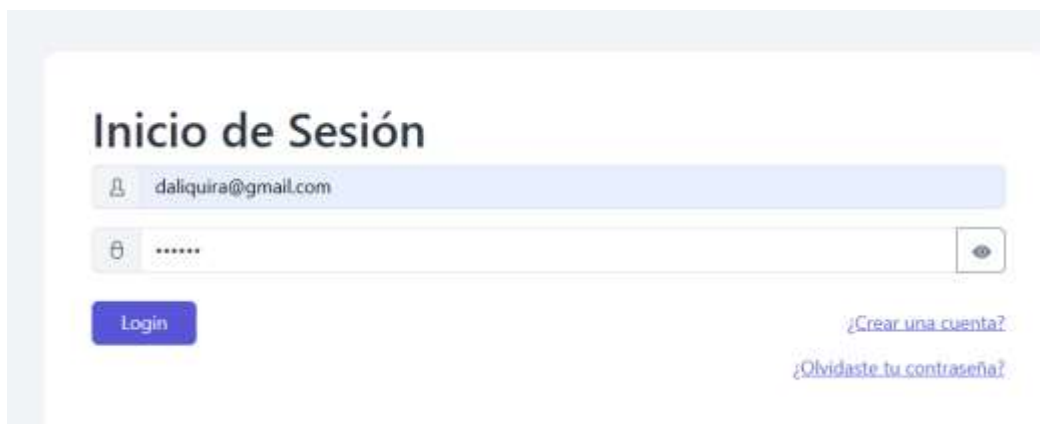 Inicio de Sesión
daliquira@gmail.com
••••••
Login
¿Crear una cuenta?
¿Olvidaste tu contraseña?